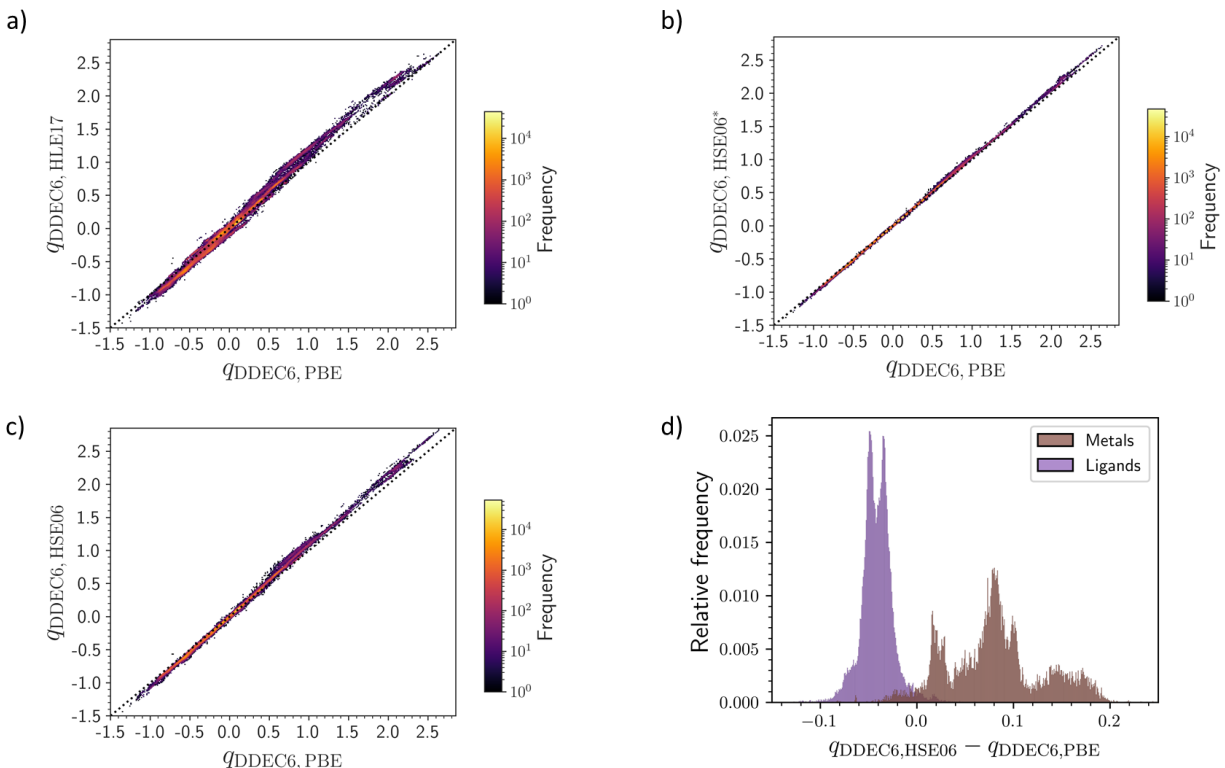 a)
2.5
2.0
1.5
1.0
0.5
0.0
-0.5
-1.0
-1.5
-1.5 -1.0 -0.5 0.0 0.5 1.0 1.5 2.0 2.5
qDDEC6, HLE17
qDDEC6, PBE
10^4
10^3
10^2
10^1
10^0
Frequency
b)
2.5
2.0
1.5
1.0
0.5
0.0
-0.5
-1.0
-1.5
-1.5 -1.0 -0.5 0.0 0.5 1.0 1.5 2.0 2.5
qDDEC6, HSE06*
qDDEC6, PBE
10^4
10^3
10^2
10^1
10^0
Frequency
c)
2.5
2.0
1.5
1.0
0.5
0.0
-0.5
-1.0
-1.5
-1.5 -1.0 -0.5 0.0 0.5 1.0 1.5 2.0 2.5
qDDEC6, HSE06
qDDEC6, PBE
10^4
10^3
10^2
10^1
10^0
Frequency
d)
Metals
Ligands
0.025
0.020
0.015
0.010
0.005
0.000
Relative frequency
−0.1 0.0 0.1 0.2
qDDEC6,HSE06 − qDDEC6,PBE